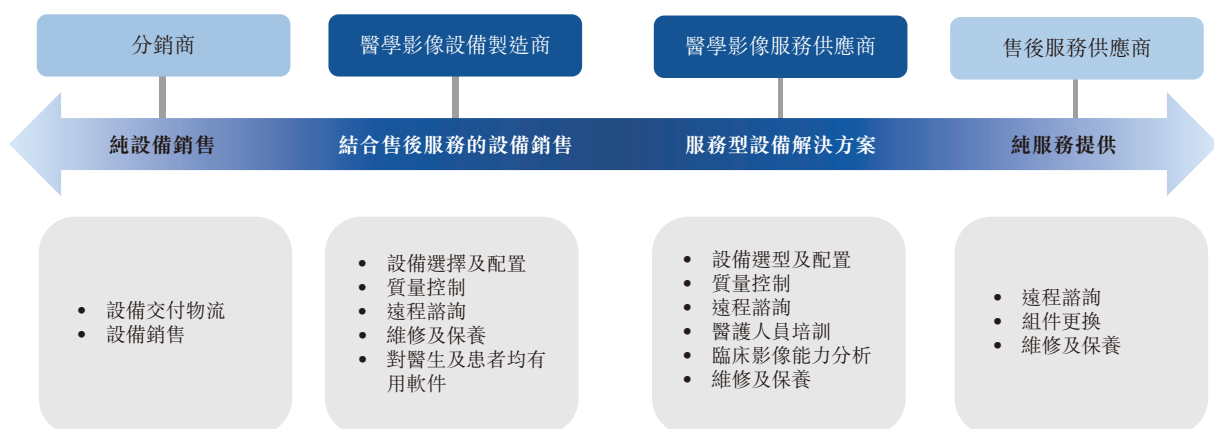 分銷商
醫學影像設備製造商
醫學影像服務供應商
售後服務供應商
純設備銷售
結合售後服務的設備銷售
服務型設備解決方案
純服務提供
• 設備交付物流
• 設備銷售
• 設備選擇及配置
• 質量控制
• 遠程諮詢
• 維修及保養
• 對醫生及患者均有
用軟件
• 設備選型及配置
• 質量控制
• 遠程諮詢
• 醫護人員培訓
• 臨床影像能力分析
• 維修及保養
• 遠程諮詢
• 組件更換
• 維修及保養